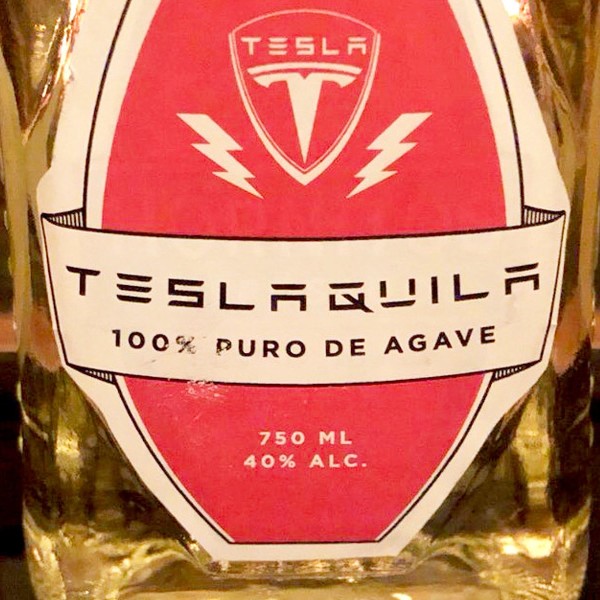 TESLA
TESLAQUILA
100% PURO DE AGAVE
750 ML
40% ALC.